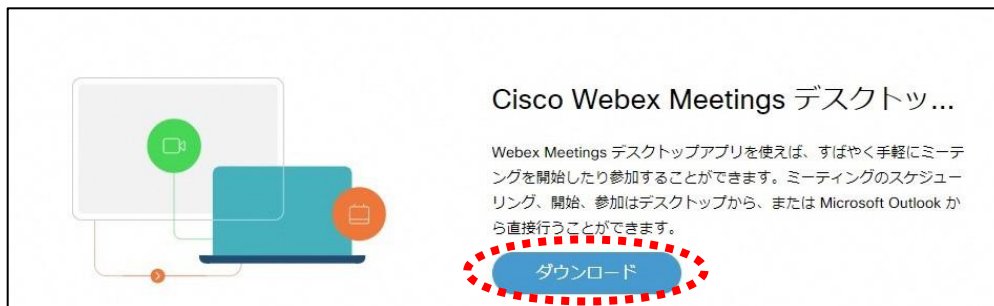 Cisco Webex Meetings デスクトッ...
Webex Meetings デスクトップアプリを使えば、すばやく手軽にミーテ
ングを開始したり参加することができます。ミーティングのスケジュー
リング、開始、参加はデスクトップから、または Microsoft Outlook か
ら直接行うことができます。
ダウンロード